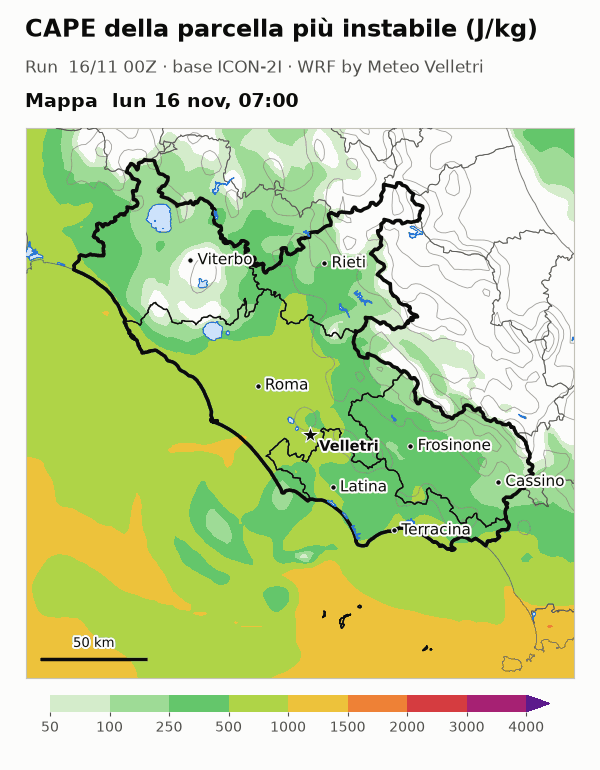 CAPE della parcella più instabile (J/kg)
Run 16/11 00Z · base ICON-2I · WRF by Meteo Velletri
Mappa lun 16 nov, 07:00
Viterbo
Rieti
Roma
Velletri
Frosinone
Cassino
Latina
Terracina
50 km
50 100 250 500 1000 1500 2000 3000 4000